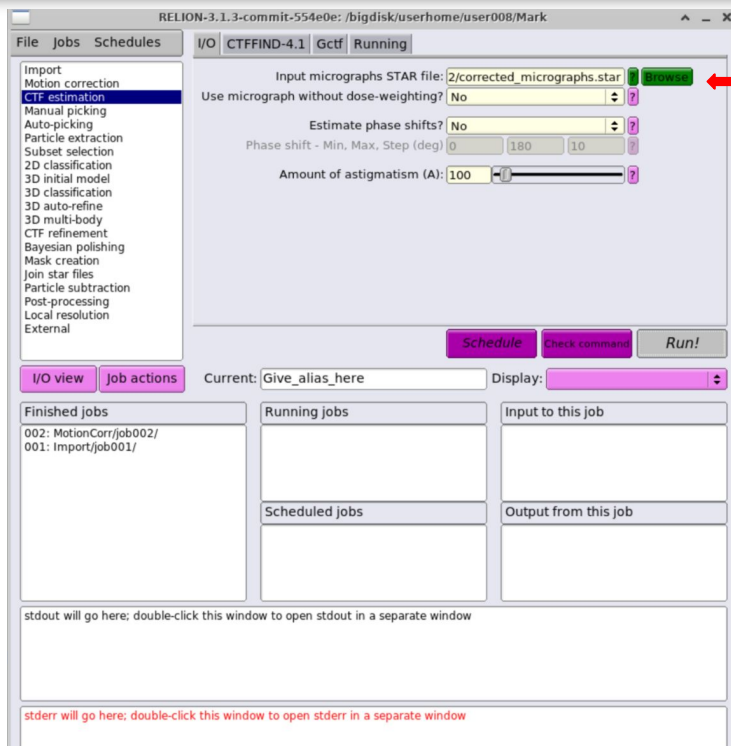 RELION-3.1.3-commit-554e0e: /bigdisk/userhome/user008/Mark
File Jobs Schedules
I/O CTFFIND-4.1 Gctf Running
Import
Motion correction
CTF estimation
Manual picking
Auto-picking
Particle extraction
Subset selection
2D classification
3D initial model
3D classification
3D auto-refine
3D multi-body
CTF refinement
Bayesian polishing
Mask creation
Join star files
Particle subtraction
Post-processing
Local resolution
External
Input micrographs STAR file: 2/corrected_micrographs.star ? Browse
Use micrograph without dose-weighting? No ?
Estimate phase shifts? No ?
Phase shift - Min, Max, Step (deg) 0 180 10 ?
Amount of astigmatism (A): 100 ?
Schedule Check command Run!
I/O view Job actions Current: Give_alias_here Display:
Finished jobs
002: MotionCorr/job002/
001: Import/job001/
Running jobs
Input to this job
Scheduled jobs
Output from this job
stdout will go here; double-click this window to open stdout in a separate window
stderr will go here; double-click this window to open stderr in a separate window